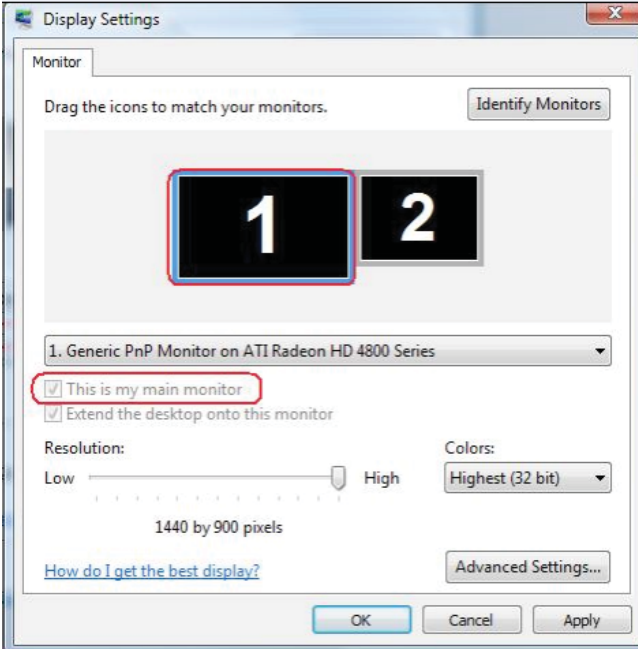 Display Settings
Monitor
Drag the icons to match your monitors.
Identify Monitors
1
2
1. Generic PnP Monitor on ATI Radeon HD 4800 Series
This is my main monitor
Extend the desktop onto this monitor
Resolution:
Low
High
1440 by 900 pixels
Colors:
Highest (32 bit)
How do I get the best display?
Advanced Settings...
OK
Cancel
Apply